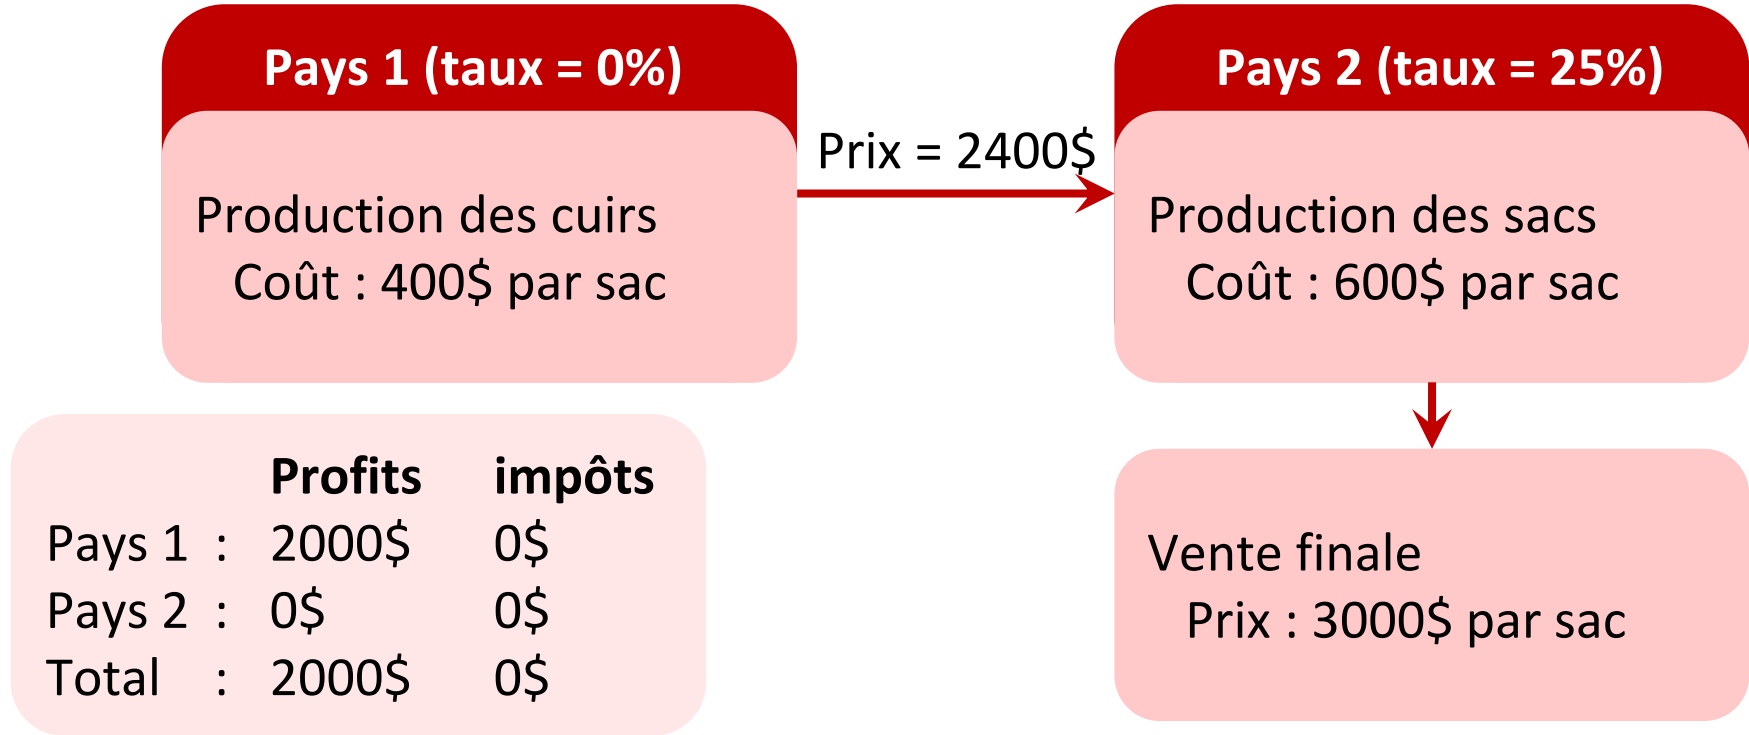 Pays 1 (taux = 0%)
Production des cuirs
Coût : 400$ par sac
Prix = 2400$
Pays 2 (taux = 25%)
Production des sacs
Coût : 600$ par sac
Vente finale
Prix : 3000$ par sac
Profits impôts
Pays 1 : 2000$ 0$
Pays 2 : 0$ 0$
Total : 2000$ 0$